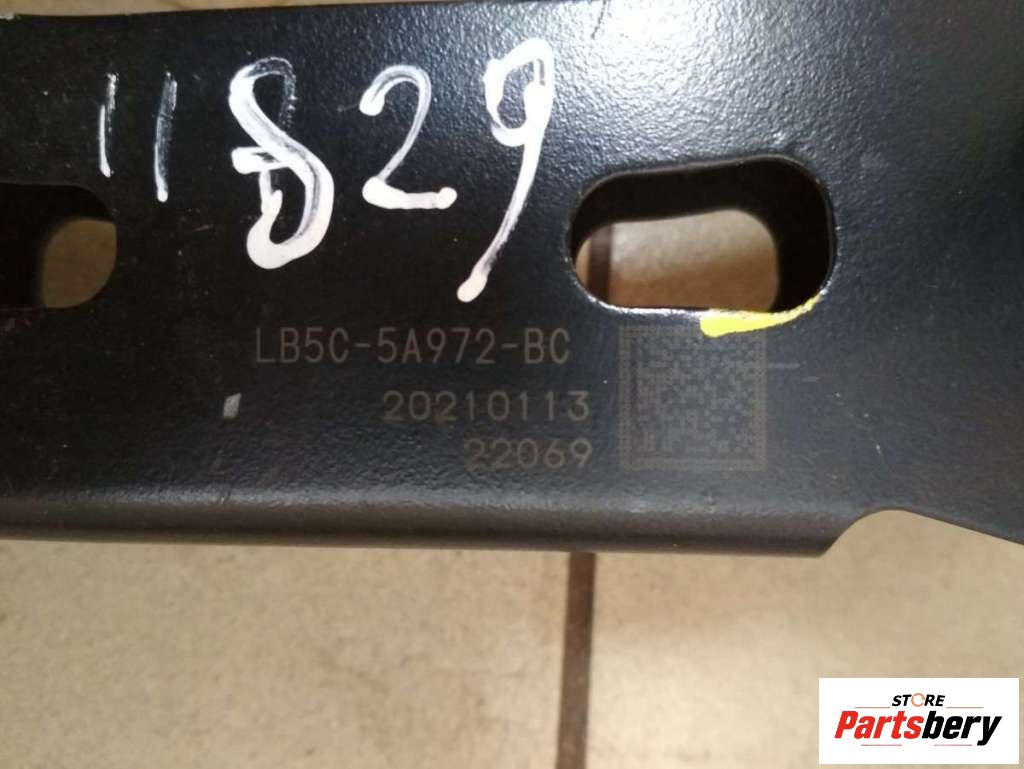 11829
LB5C-5A972-BC
20210113
22069
STORE
Partsbery